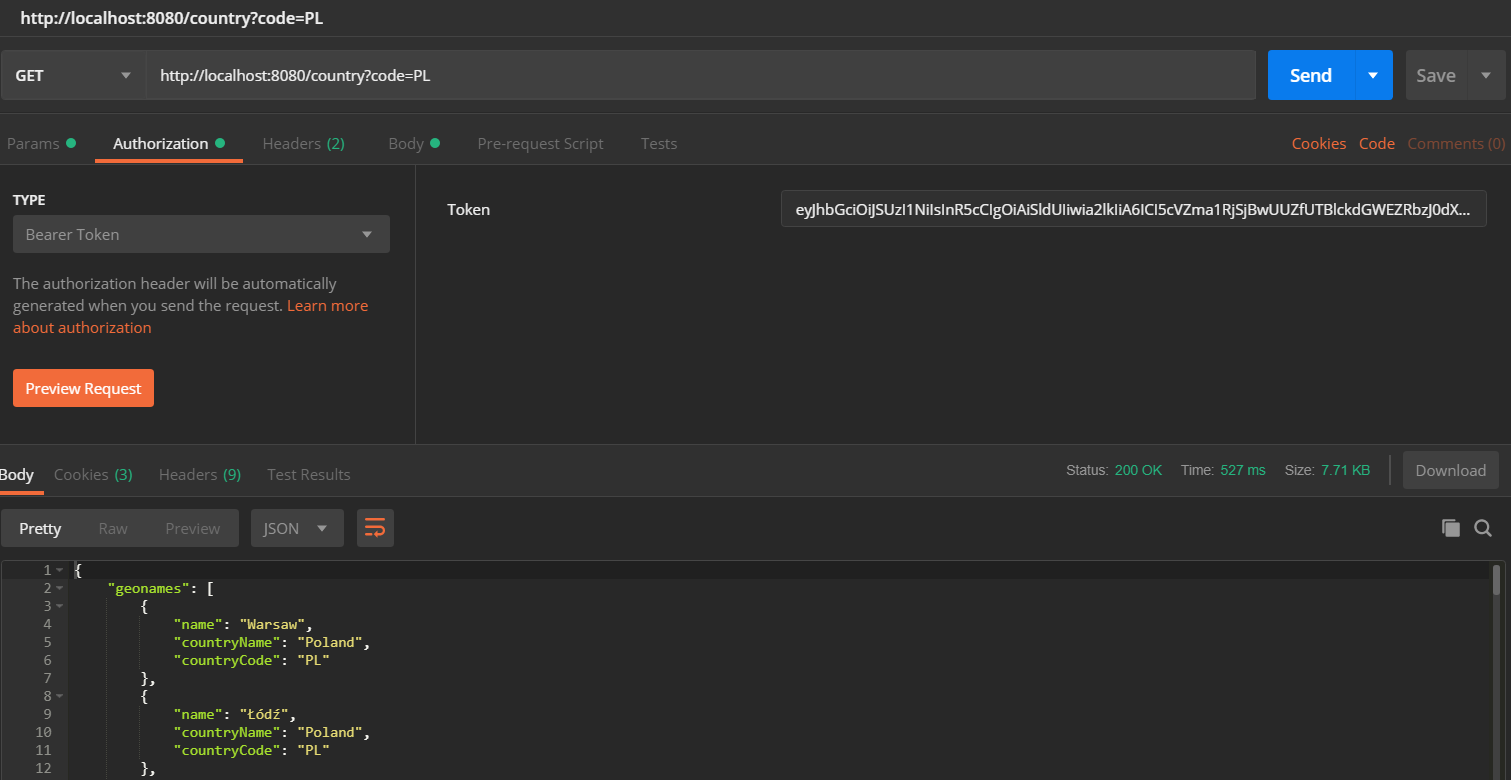 http://localhost:8080/country?code=PL
GET http://localhost:8080/country?code=PL Send Save
Params Authorization Headers (2) Body Pre-request Script Tests Cookies Code Comments (0)
TYPE
Bearer Token
The authorization header will be automatically
generated when you send the request. Learn more
about authorization
Preview Request
Token eyJhbGciOiJSUzI1NiIsInR5cCIgOiAiSldUIiwia2lkIiA6ICI5cVZma1RjSjBwUUZfUTBlckdGWEZRbzJ0dX...
Body Cookies (3) Headers (9) Test Results Status: 200 OK Time: 527 ms Size: 7.71 KB Download
Pretty Raw Preview JSON
1 {
2 "geonames": [
3 {
4 "name": "Warsaw",
5 "countryName": "Poland",
6 "countryCode": "PL"
7 },
8 {
9 "name": "Łódź",
10 "countryName": "Poland",
11 "countryCode": "PL"
12 },